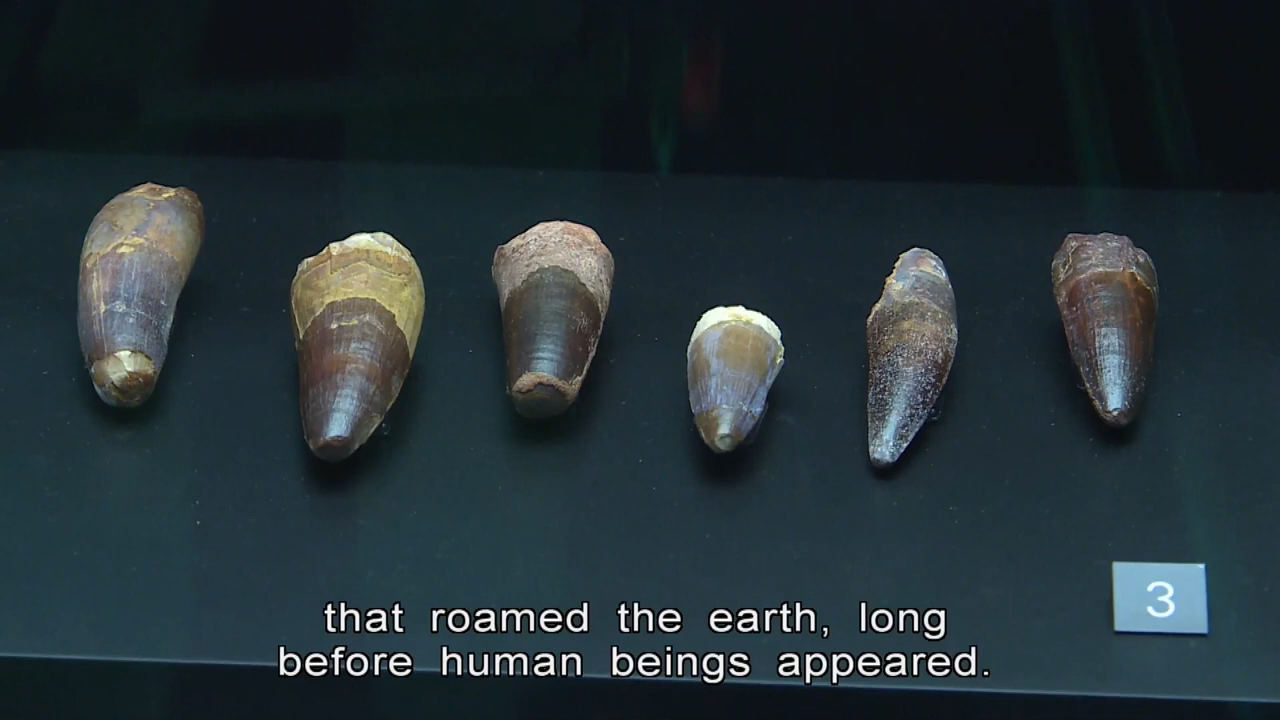 3
that roamed the earth, long
before human beings appeared.